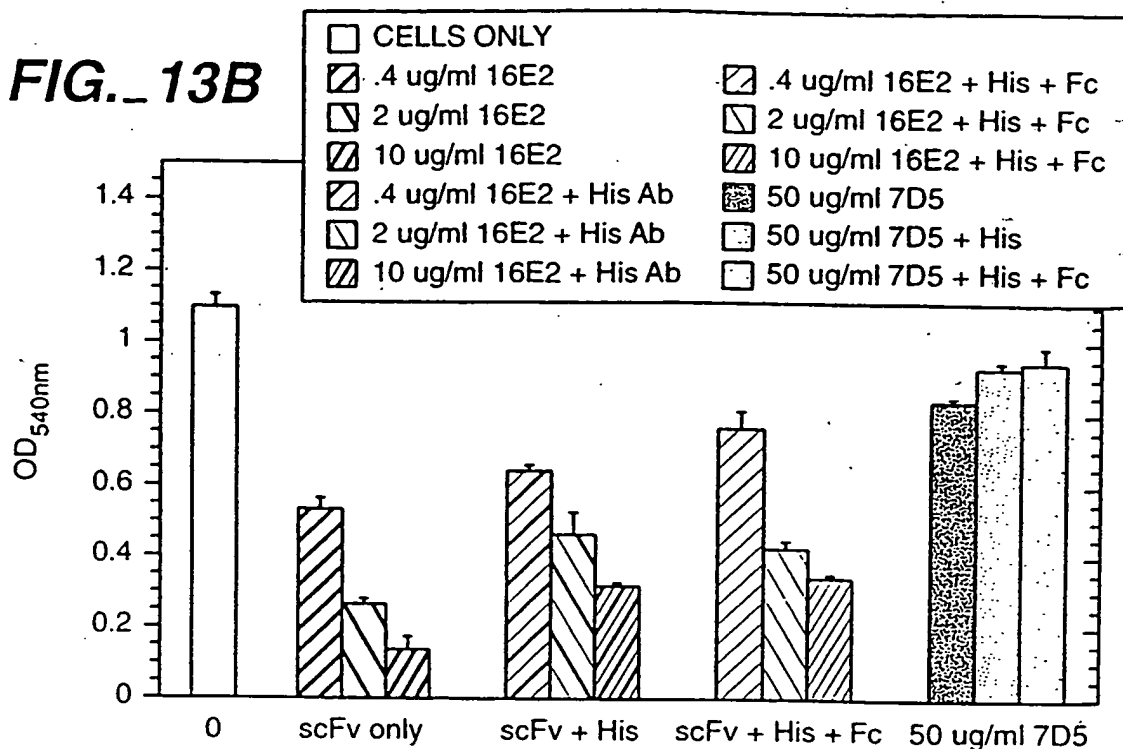 FIG._13B
CELLS ONLY
.4 ug/ml 16E2
2 ug/ml 16E2
10 ug/ml 16E2
.4 ug/ml 16E2 + His Ab
2 ug/ml 16E2 + His Ab
10 ug/ml 16E2 + His Ab
.4 ug/ml 16E2 + His + Fc
2 ug/ml 16E2 + His + Fc
10 ug/ml 16E2 + His + Fc
50 ug/ml 7D5
50 ug/ml 7D5 + His
50 ug/ml 7D5 + His + Fc
OD540nm
1.4
1.2
1
0.8
0.6
0.4
0.2
0
0
scFv only
scFv + His
scFv + His + Fc
50 ug/ml 7D5